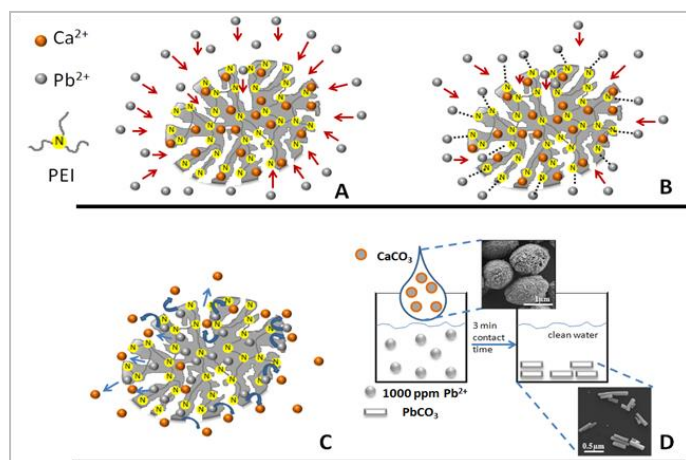 Ca²⁺
Pb²⁺
N
PEI
N N N N N N N N N N N N N N N N N N N N N N N N N N
A
N N N N N N N N N N N N N N N N N N N N N N N N N N
B
N N N N N N N N N N N N N N N N N N N N N N N N N N
C
CaCO₃
1µm
3 min
contact
time
clean water
1000 ppm Pb²⁺
PbCO₃
0.5µm
D